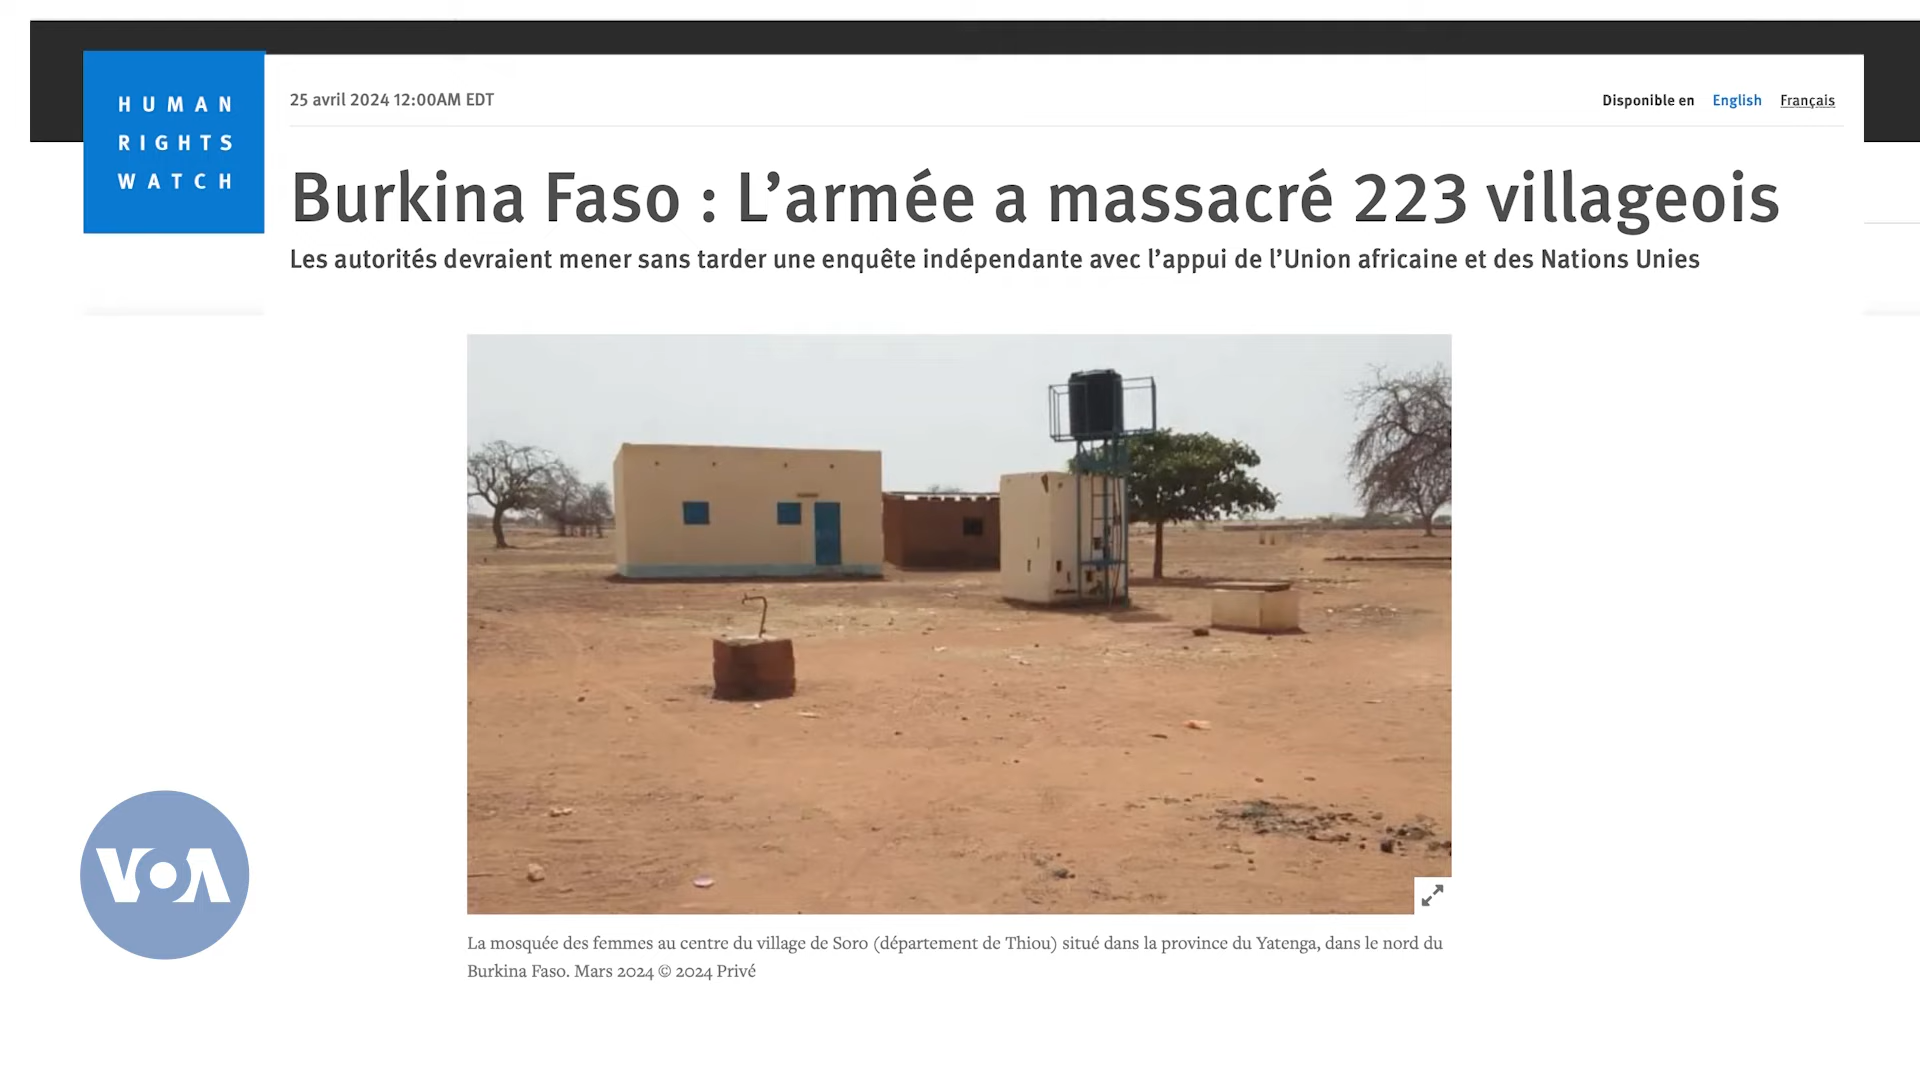 HUMAN
RIGHTS
WATCH
25 avril 2024 12:00AM EDT
Disponible en English Français
Burkina Faso : L’armée a massacré 223 villageois
Les autorités devraient mener sans tarder une enquête indépendante avec l’appui de l’Union africaine et des Nations Unies
VOA
La mosquée des femmes au centre du village de Soro (département de Thiou) situé dans la province du Yatenga, dans le nord du
Burkina Faso. Mars 2024 © 2024 Privé